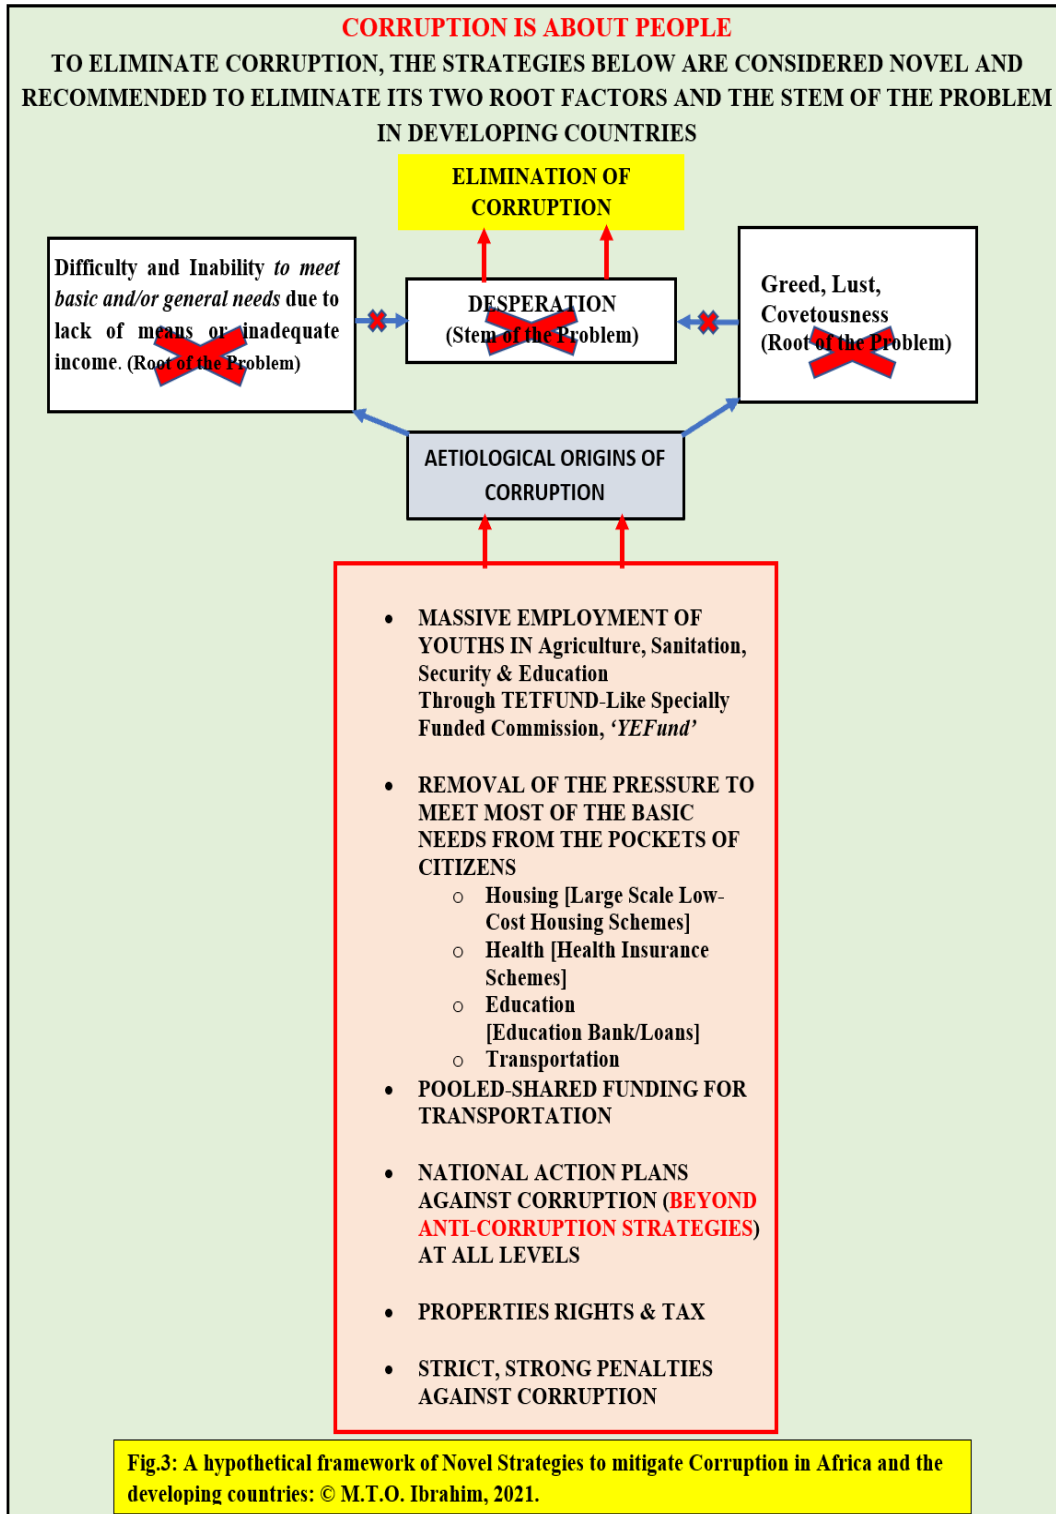 CORRUPTION IS ABOUT PEOPLE
TO ELIMINATE CORRUPTION, THE STRATEGIES BELOW ARE CONSIDERED NOVEL AND
RECOMMENDED TO ELIMINATE ITS TWO ROOT FACTORS AND THE STEM OF THE PROBLEM
IN DEVELOPING COUNTRIES
ELIMINATION OF
CORRUPTION
Difficulty and Inability to meet
basic and/or general needs due to
lack of means or inadequate
income. (Root of the Problem)
DESPERATION
(Stem of the Problem)
Greed, Lust,
Covetousness
(Root of the Problem)
AETIOLOGICAL ORIGINS OF
CORRUPTION
• MASSIVE EMPLOYMENT OF
YOUTHS IN Agriculture, Sanitation,
Security & Education
Through TETFUND-Like Specially
Funded Commission, ‘YEFund’
• REMOVAL OF THE PRESSURE TO
MEET MOST OF THE BASIC
NEEDS FROM THE POCKETS OF
CITIZENS
o Housing [Large Scale Low-
Cost Housing Schemes]
o Health [Health Insurance
Schemes]
o Education
[Education Bank/Loans]
o Transportation
• POOLED-SHARED FUNDING FOR
TRANSPORTATION
• NATIONAL ACTION PLANS
AGAINST CORRUPTION (BEYOND
ANTI-CORRUPTION STRATEGIES)
AT ALL LEVELS
• PROPERTIES RIGHTS & TAX
• STRICT, STRONG PENALTIES
AGAINST CORRUPTION
Fig.3: A hypothetical framework of Novel Strategies to mitigate Corruption in Africa and the
developing countries: © M.T.O. Ibrahim, 2021.